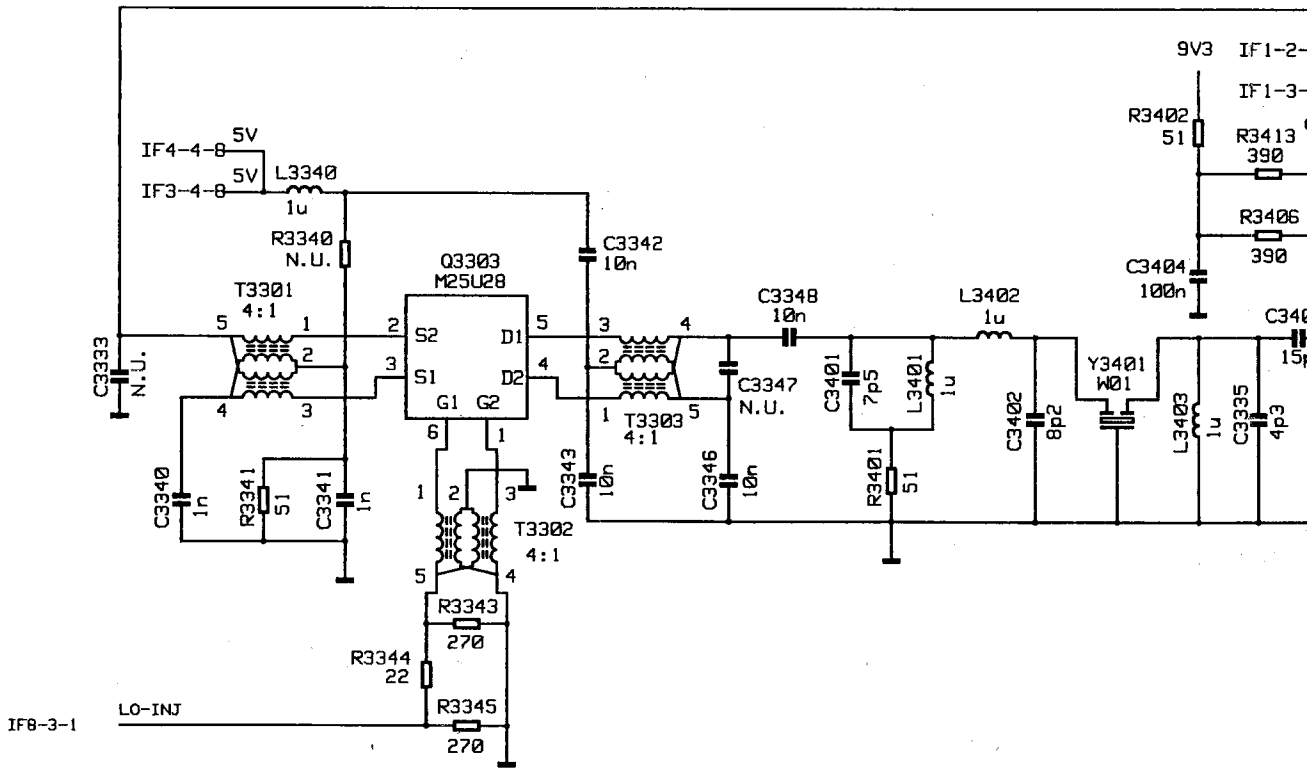 9V3 IF1-2-
IF1-3-
R3402
51
R3413
390
5V
IF4-4-8
5V
IF3-4-8
L3340
1u
R3406
390
R3340
N.U.
C3342
10n
Q3303
M25U28
C3404
100n
T3301
4:1
C3348
10n
L3402
1u
C340
15p
5 1
2 S2 D1 5
3 4
C3333
N.U.
2
3 S1 D2 4
2
C3347
N.U.
C3401
7p5
L3401
1u
Y3401
W01
G1 G2
4 3
1 5
T3303
4:1
C3402
8p2
L3403
1u
C3335
4p3
6 1
C3340
1n
R3341
51
C3341
1n
1 2 3
C3343
10n
C3346
10n
R3401
51
T3302
4:1
5 4
R3343
270
R3344
22
R3345
270
IF8-3-1
LO-INJ